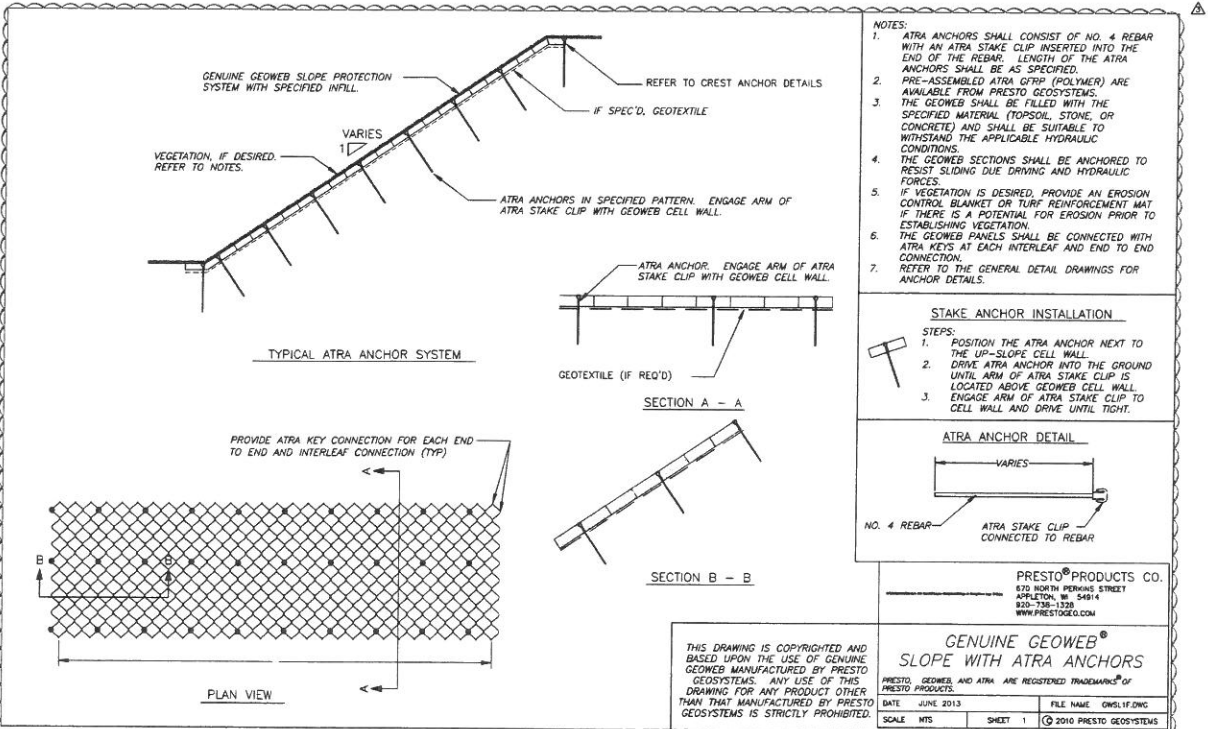 GENUINE GEOWEB SLOPE PROTECTION
SYSTEM WITH SPECIFIED INFILL.
REFER TO CREST ANCHOR DETAILS
IF SPEC'D, GEOTEXTILE
VARIES
1
VEGETATION, IF DESIRED.
REFER TO NOTES.
ATRA ANCHORS IN SPECIFIED PATTERN. ENGAGE ARM OF
ATRA STAKE CLIP WITH GEOWEB CELL WALL.
TYPICAL ATRA ANCHOR SYSTEM
ATRA ANCHOR. ENGAGE ARM OF ATRA
STAKE CLIP WITH GEOWEB CELL WALL.
GEOTEXTILE (IF REQ'D)
SECTION A - A
PROVIDE ATRA KEY CONNECTION FOR EACH END
TO END AND INTERLEAF CONNECTION (TYP)
A
B
B
A
PLAN VIEW
SECTION B - B
NOTES:
1. ATRA ANCHORS SHALL CONSIST OF NO. 4 REBAR
WITH AN ATRA STAKE CLIP INSERTED INTO THE
END OF THE REBAR. LENGTH OF THE ATRA
ANCHORS SHALL BE AS SPECIFIED.
2. PRE-ASSEMBLED ATRA GFRP (POLYMER) ARE
AVAILABLE FROM PRESTO GEOSYSTEMS.
3. THE GEOWEB SHALL BE FILLED WITH THE
SPECIFIED MATERIAL (TOPSOIL, STONE, OR
CONCRETE) AND SHALL BE SUITABLE TO
WITHSTAND THE APPLICABLE HYDRAULIC
CONDITIONS.
4. THE GEOWEB SECTIONS SHALL BE ANCHORED TO
RESIST SLIDING DUE DRIVING AND HYDRAULIC
FORCES.
5. IF VEGETATION IS DESIRED, PROVIDE AN EROSION
CONTROL BLANKET OR TURF REINFORCEMENT MAT
IF THERE IS A POTENTIAL FOR EROSION PRIOR TO
ESTABLISHING VEGETATION.
6. THE GEOWEB PANELS SHALL BE CONNECTED WITH
ATRA KEYS AT EACH INTERLEAF AND END TO END
CONNECTION.
7. REFER TO THE GENERAL DETAIL DRAWINGS FOR
ANCHOR DETAILS.
STAKE ANCHOR INSTALLATION
STEPS:
1. POSITION THE ATRA ANCHOR NEXT TO
THE UP-SLOPE CELL WALL.
2. DRIVE ATRA ANCHOR INTO THE GROUND
UNTIL ARM OF ATRA STAKE CLIP IS
LOCATED ABOVE GEOWEB CELL WALL.
3. ENGAGE ARM OF ATRA STAKE CLIP TO
CELL WALL AND DRIVE UNTIL TIGHT.
ATRA ANCHOR DETAIL
VARIES
NO. 4 REBAR
ATRA STAKE CLIP
CONNECTED TO REBAR
PRESTO® PRODUCTS CO.
670 NORTH PERKINS STREET
APPLETON, WI 54914
920-738-1328
WWW.PRESTOGEO.COM
THIS DRAWING IS COPYRIGHTED AND
BASED UPON THE USE OF GENUINE
GEOWEB MANUFACTURED BY PRESTO
GEOSYSTEMS. ANY USE OF THIS
DRAWING FOR ANY PRODUCT OTHER
THAN THAT MANUFACTURED BY PRESTO
GEOSYSTEMS IS STRICTLY PROHIBITED.
GENUINE GEOWEB®
SLOPE WITH ATRA ANCHORS
PRESTO, GEOWEB, AND ATRA ARE REGISTERED TRADEMARKS® OF
PRESTO PRODUCTS.
DATE JUNE 2013
FILE NAME GWSL1F.DWG
SCALE NTS
SHEET 1
© 2010 PRESTO GEOSYSTEMS